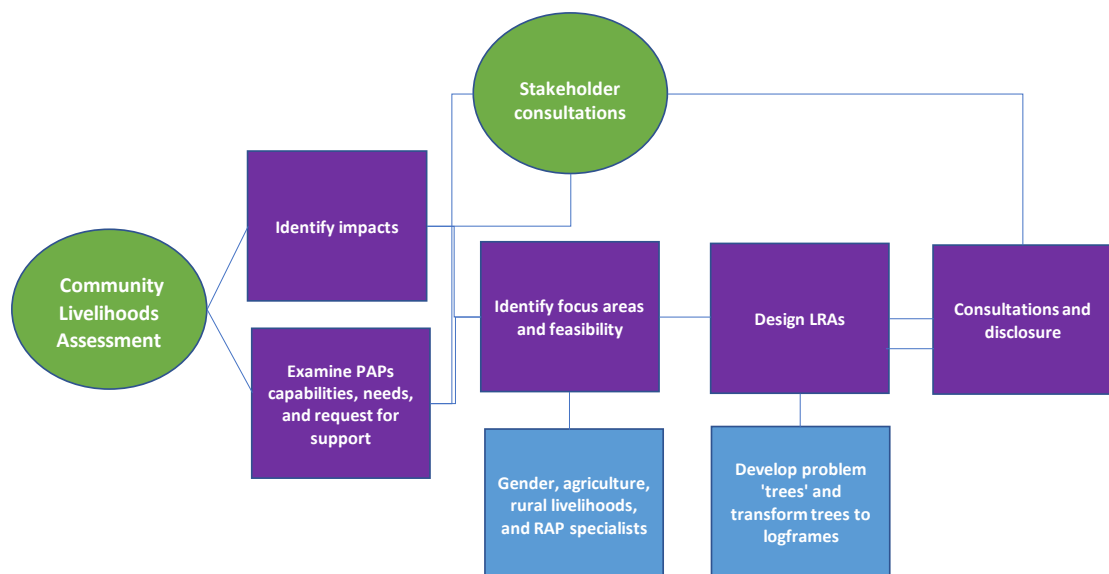 Stakeholder
consultations
Identify impacts
Community
Livelihoods
Assessment
Identify focus areas
and feasibility
Design LRAs
Consultations and
disclosure
Examine PAPs
capabilities, needs,
and request for
support
Gender, agriculture,
rural livelihoods,
and RAP specialists
Develop problem
'trees' and
transform trees to
logframes